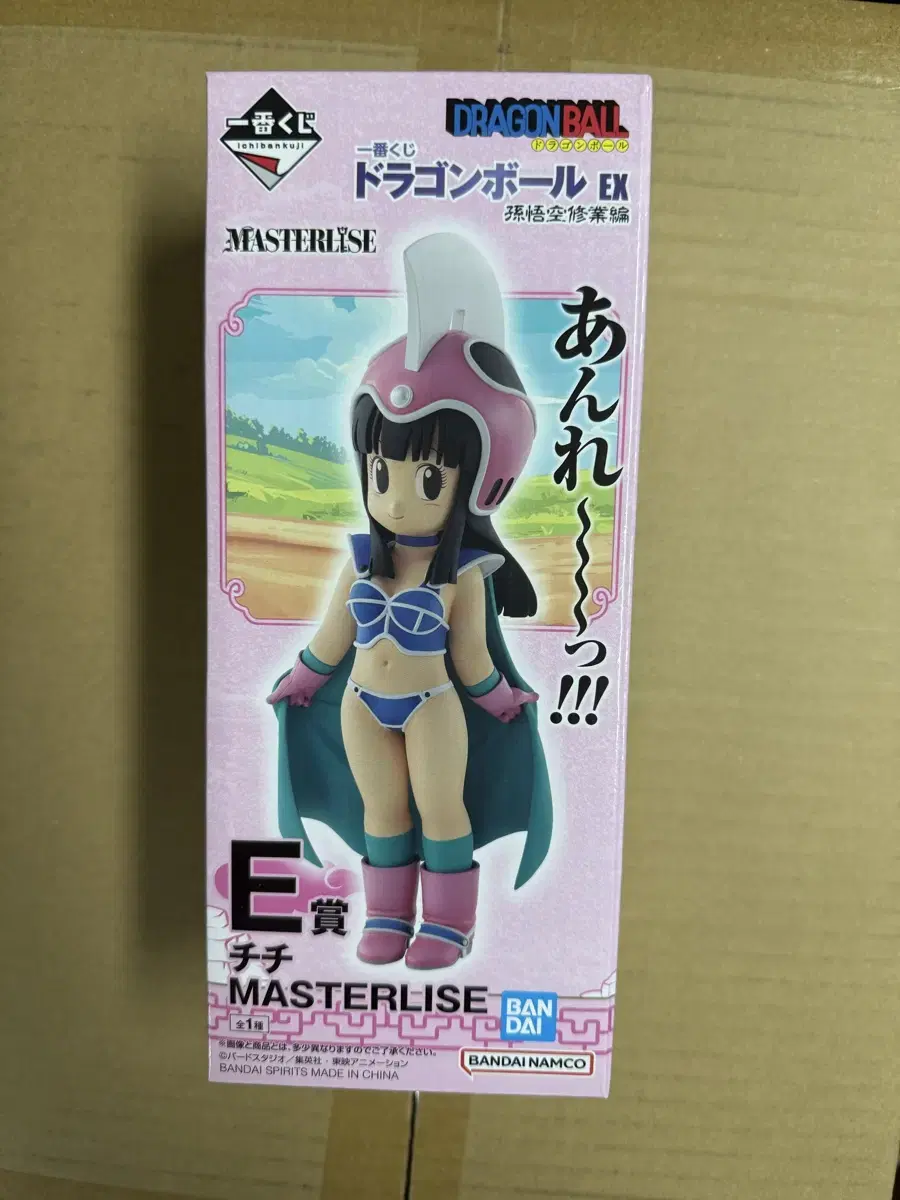 一番くじ
ichibankuji
DRAGONBALL
ドラゴンボール
一番くじ
ドラゴンボール EX
孫悟空修業編
MASTERLISE
あんれ〜〜〜〜っ!!!
E賞
チチ
MASTERLISE
全1種
BAN
DAI
※画像と商品とは、多少異なりますのでご了承ください。
©バードスタジオ／集英社・東映アニメーション
BANDAI SPIRITS MADE IN CHINA
BANDAI NAMCO